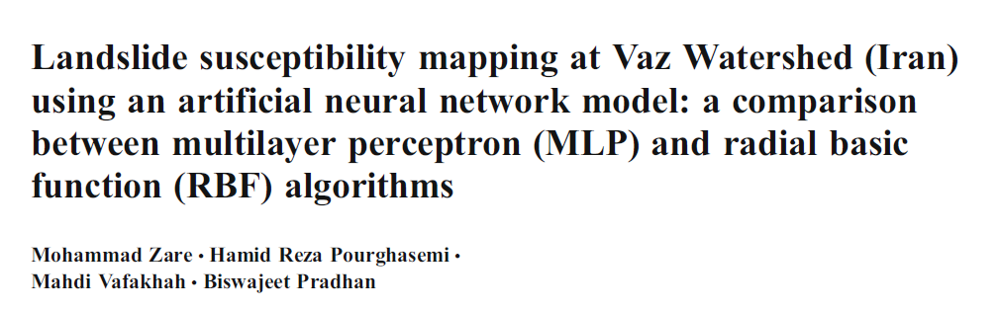 Landslide susceptibility mapping at Vaz Watershed (Iran)
using an artificial neural network model: a comparison
between multilayer perceptron (MLP) and radial basic
function (RBF) algorithms
Mohammad Zare • Hamid Reza Pourghasemi •
Mahdi Vafakhah • Biswajeet Pradhan